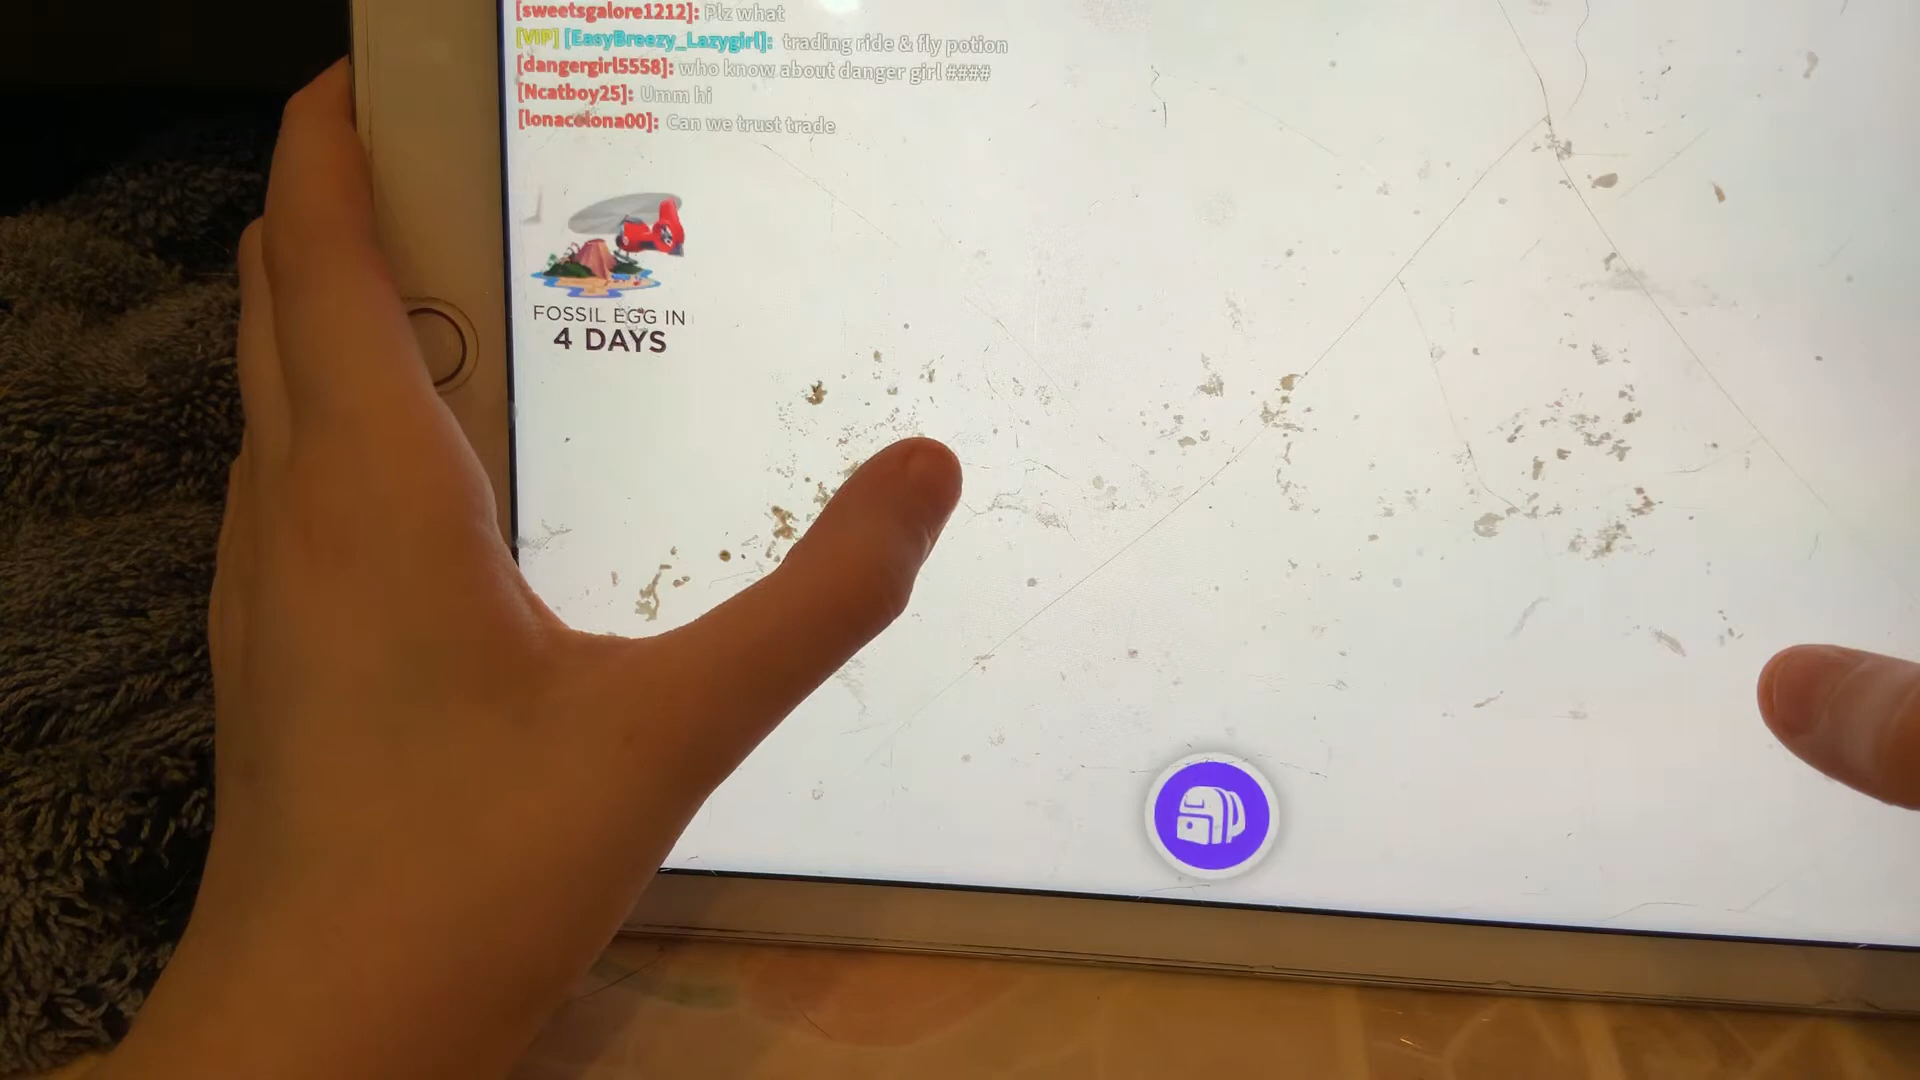 [sweetsgalore1212]: Plz what
[VIP] [EasyBreezy_Lazygirl]: trading ride & fly potion
[dangergirl5558]: who know about danger girl ####
[Ncatboy25]: Umm hi
[lonacolona00]: Can we trust trade
FOSSIL EGG IN
4 DAYS